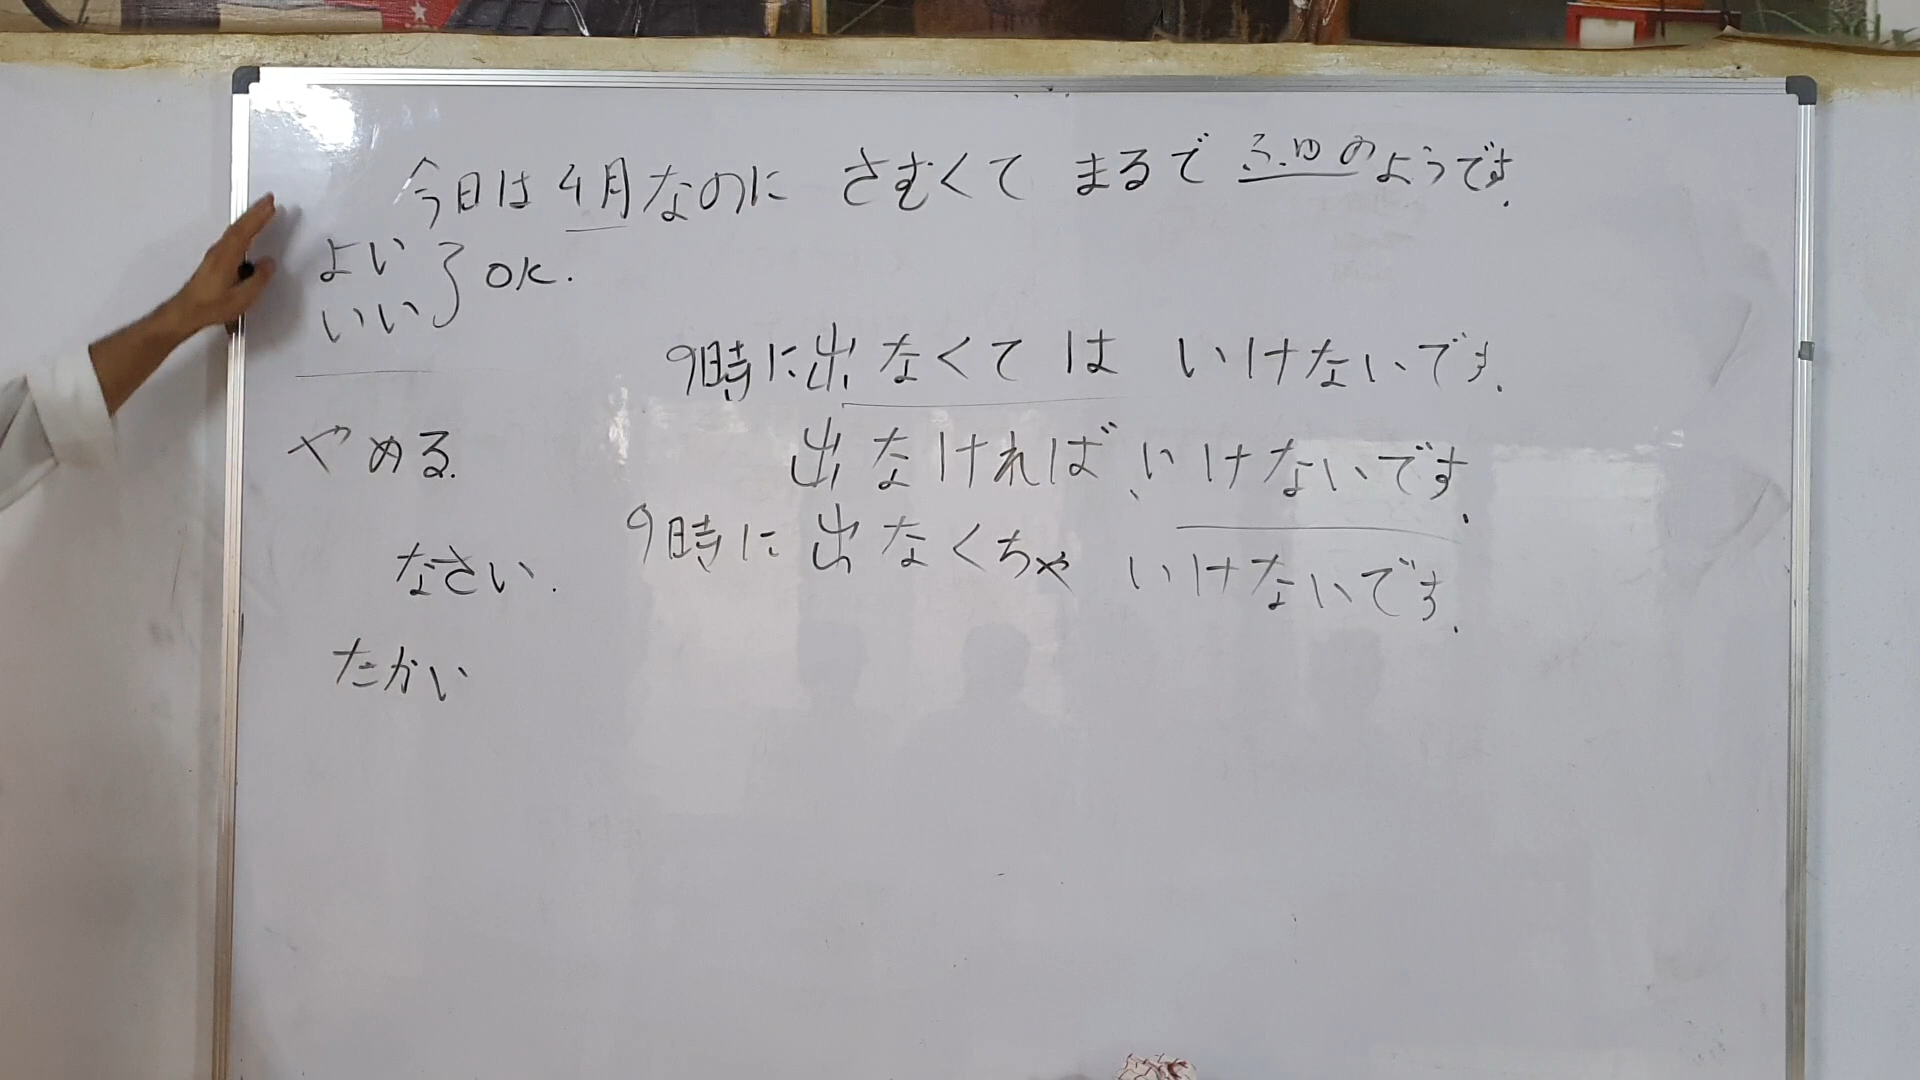 今日は4月なのに さむくて まるで ふゆのようです.
よい
いい } OK.
9時に出なくては いけないです.
やめる.
出なければ いけないです.
9時に出なくちゃ いけないです.
なさい.
たかい